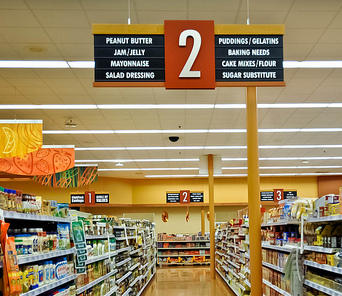 PEANUT BUTTER
JAM/JELLY
MAYONNAISE
SALAD DRESSING
2
PUDDINGS/GELATINS
BAKING NEEDS
CAKE MIXES/FLOUR
SUGAR SUBSTITUTE
1
2
3